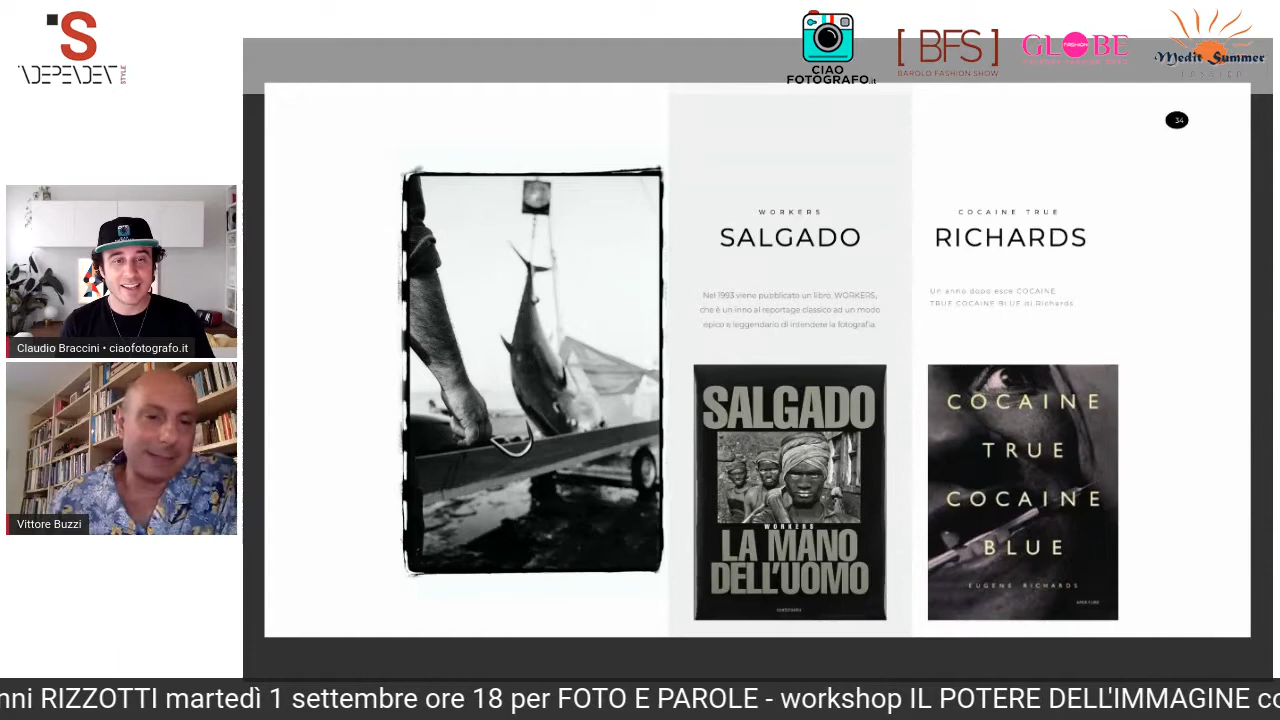 S
INDEPENDENT
STYLE
CIAO
FOTOGRAFO.it
[ BFS ]
BAROLO FASHION SHOW
GLOBE
FASHION
Medit Summer
FASHION
34
WORKERS
SALGADO
Nel 1993 viene pubblicato un libro, WORKERS,
che è un inno al reportage classico ad un modo
epico e leggendario di intendere la fotografia.
COCAINE TRUE
RICHARDS
Un anno dopo esce COCAINE
TRUE COCAINE BLUE di Richards
SALGADO
WORKERS
LA MANO
DELL'UOMO
COCAINE
TRUE
COCAINE
BLUE
EUGENE RICHARDS
APERTURE
Claudio Braccini • ciaofotografo.it
Vittore Buzzi
nni RIZZOTTI martedì 1 settembre ore 18 per FOTO E PAROLE - workshop IL POTERE DELL'IMMAGINE co